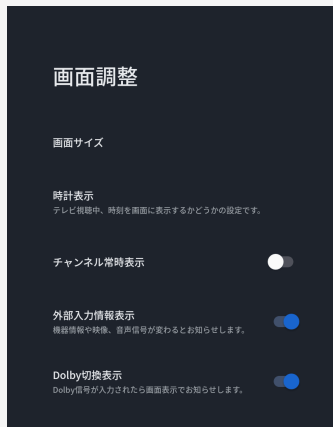 画面調整
画面サイズ
時計表示
テレビ視聴中、時刻を画面に表示するかどうかの設定です。
チャンネル常時表示
外部入力情報表示
機器情報や映像、音声信号が変わるとお知らせします。
Dolby切換表示
Dolby信号が入力されたら画面表示でお知らせします。